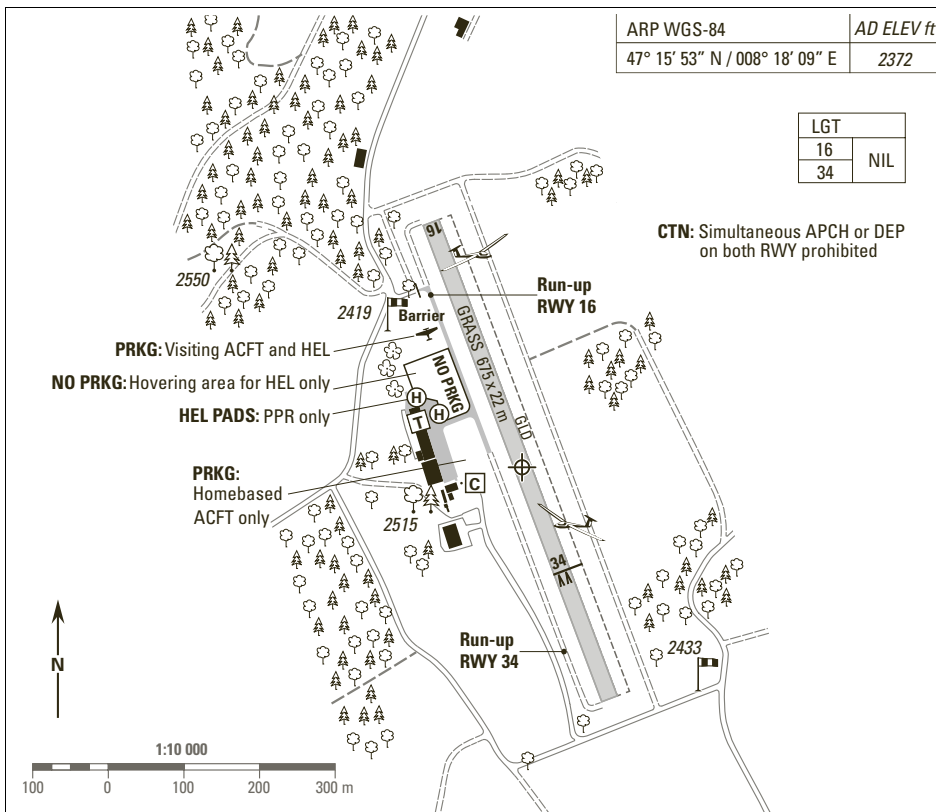 ARP WGS-84
AD ELEV ft
47° 15′ 53″ N / 008° 18′ 09″ E
2372
LGT
16
34
NIL
CTN: Simultaneous APCH or DEP
on both RWY prohibited
16
2550
2419
Barrier
Run-up
RWY 16
PRKG: Visiting ACFT and HEL
NO PRKG: Hovering area for HEL only
NO PRKG
GRASS 675 x 22 m
GLD
HEL PADS: PPR only
H
H
T
PRKG:
Homebased
ACFT only
C
2515
34
Run-up
RWY 34
2433
N
1:10 000
100
0
100
200
300 m